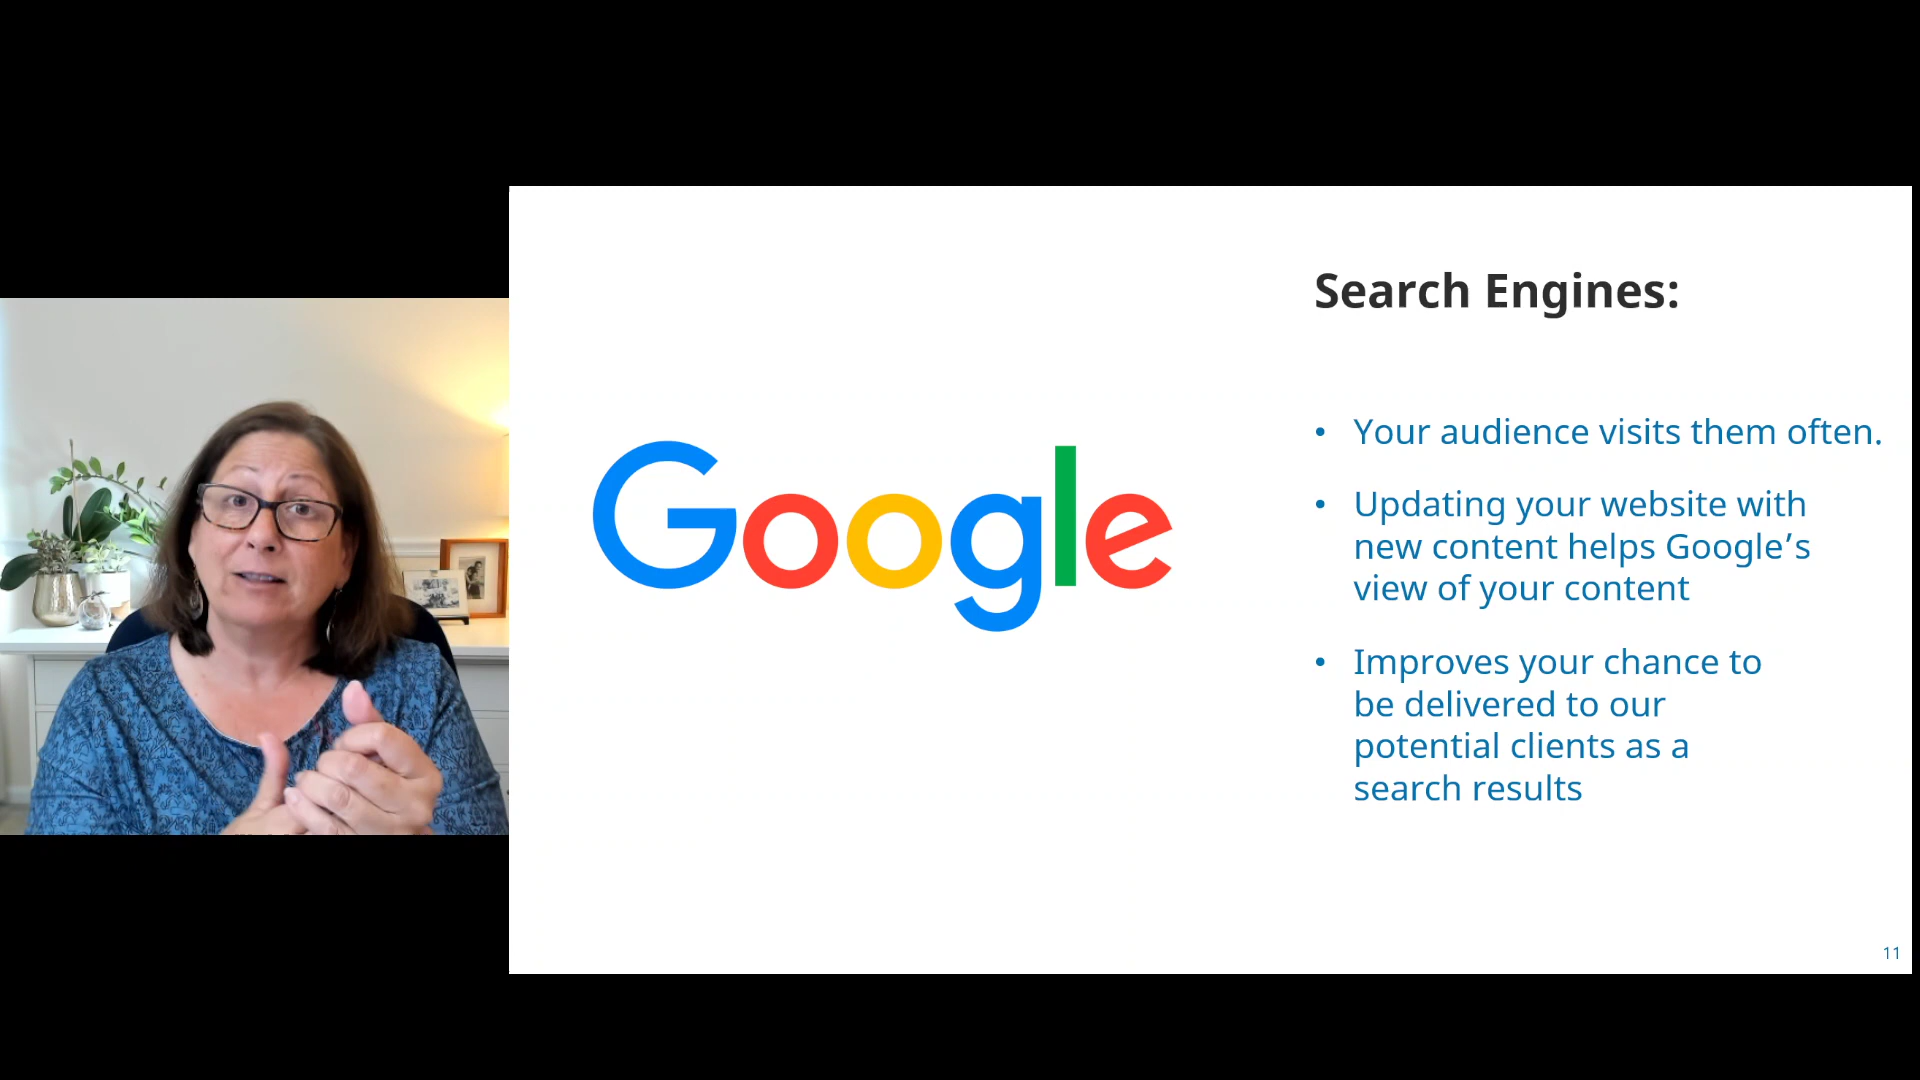 Google
Search Engines:
• Your audience visits them often.
• Updating your website with
new content helps Google’s
view of your content
• Improves your chance to
be delivered to our
potential clients as a
search results
11